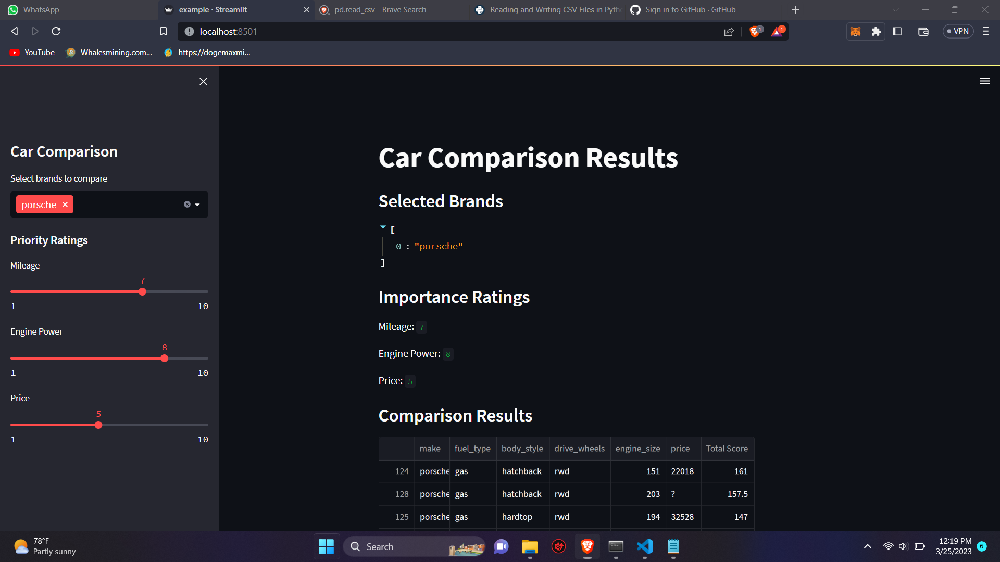 WhatsApp
example · Streamlit
pd.read_csv - Brave Search
Reading and Writing CSV Files in Pyth
Sign in to GitHub · GitHub
localhost:8501
1
1
VPN
YouTube
Whalesmining.com...
https://dogemaxmi...
Car Comparison
Select brands to compare
porsche
Priority Ratings
Mileage
7
1 10
Engine Power
8
1 10
Price
5
1 10
Car Comparison Results
Selected Brands
[
0 : "porsche"
]
Importance Ratings
Mileage: 7
Engine Power: 8
Price: 5
Comparison Results
make fuel_type body_style drive_wheels engine_size price Total Score
124 porsche gas hatchback rwd 151 22018 161
128 porsche gas hatchback rwd 203 ? 157.5
125 porsche gas hardtop rwd 194 32528 147
78°F
Partly sunny
Search
12:19 PM
3/25/2023
6